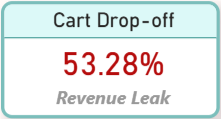 Cart Drop-off
53.28%
Revenue Leak